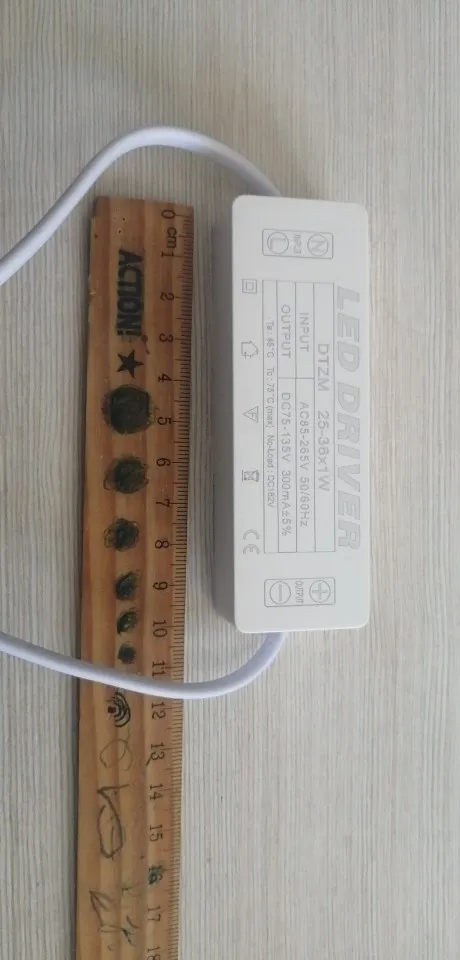 LED DRIVER
DTZM 25-36x1W
INPUT AC85-265V 50/60Hz
OUTPUT DC75-135V 300mA±5%
Ta: 45°C Tc: 75°C (max) No-Load: DC162V
N
INPUT
L
+
OUTPUT
−
CE
0 cm 1 2 3 4 5 6 7 8 9 10 11 12 13 14 15 16 17 18
ACTION!